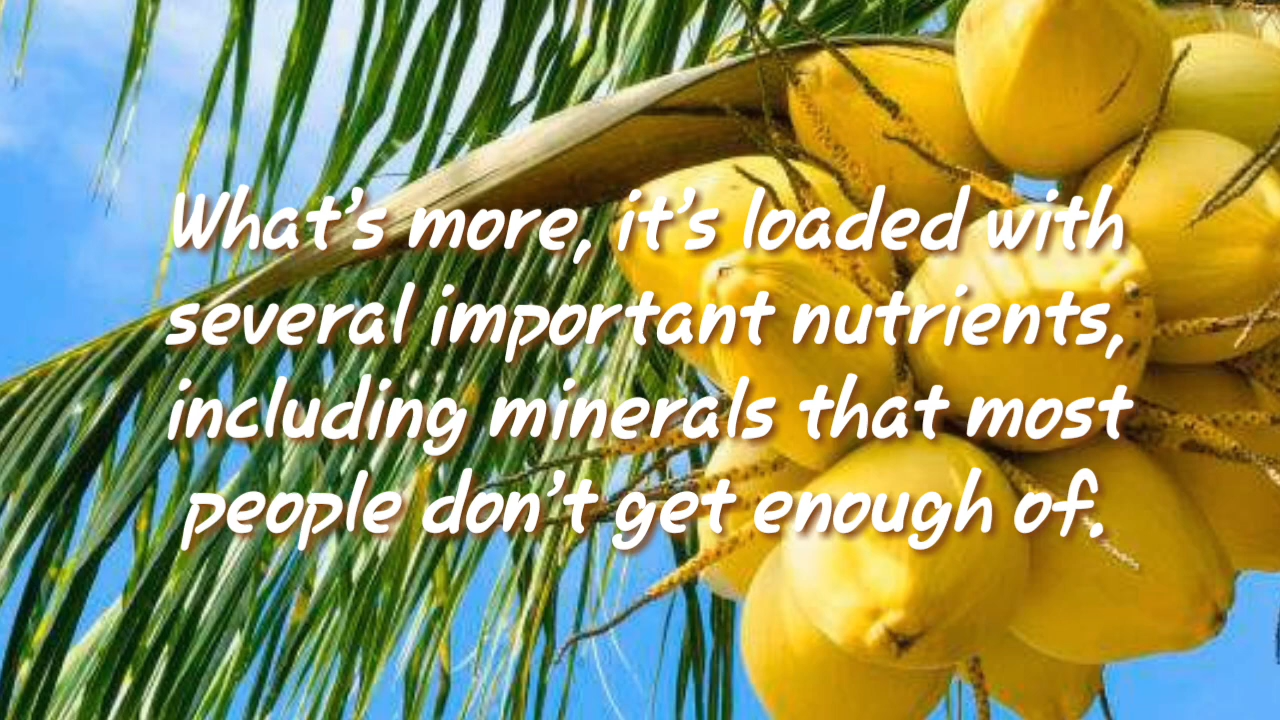 What's more, it's loaded with
several important nutrients,
including minerals that most
people don't get enough of.